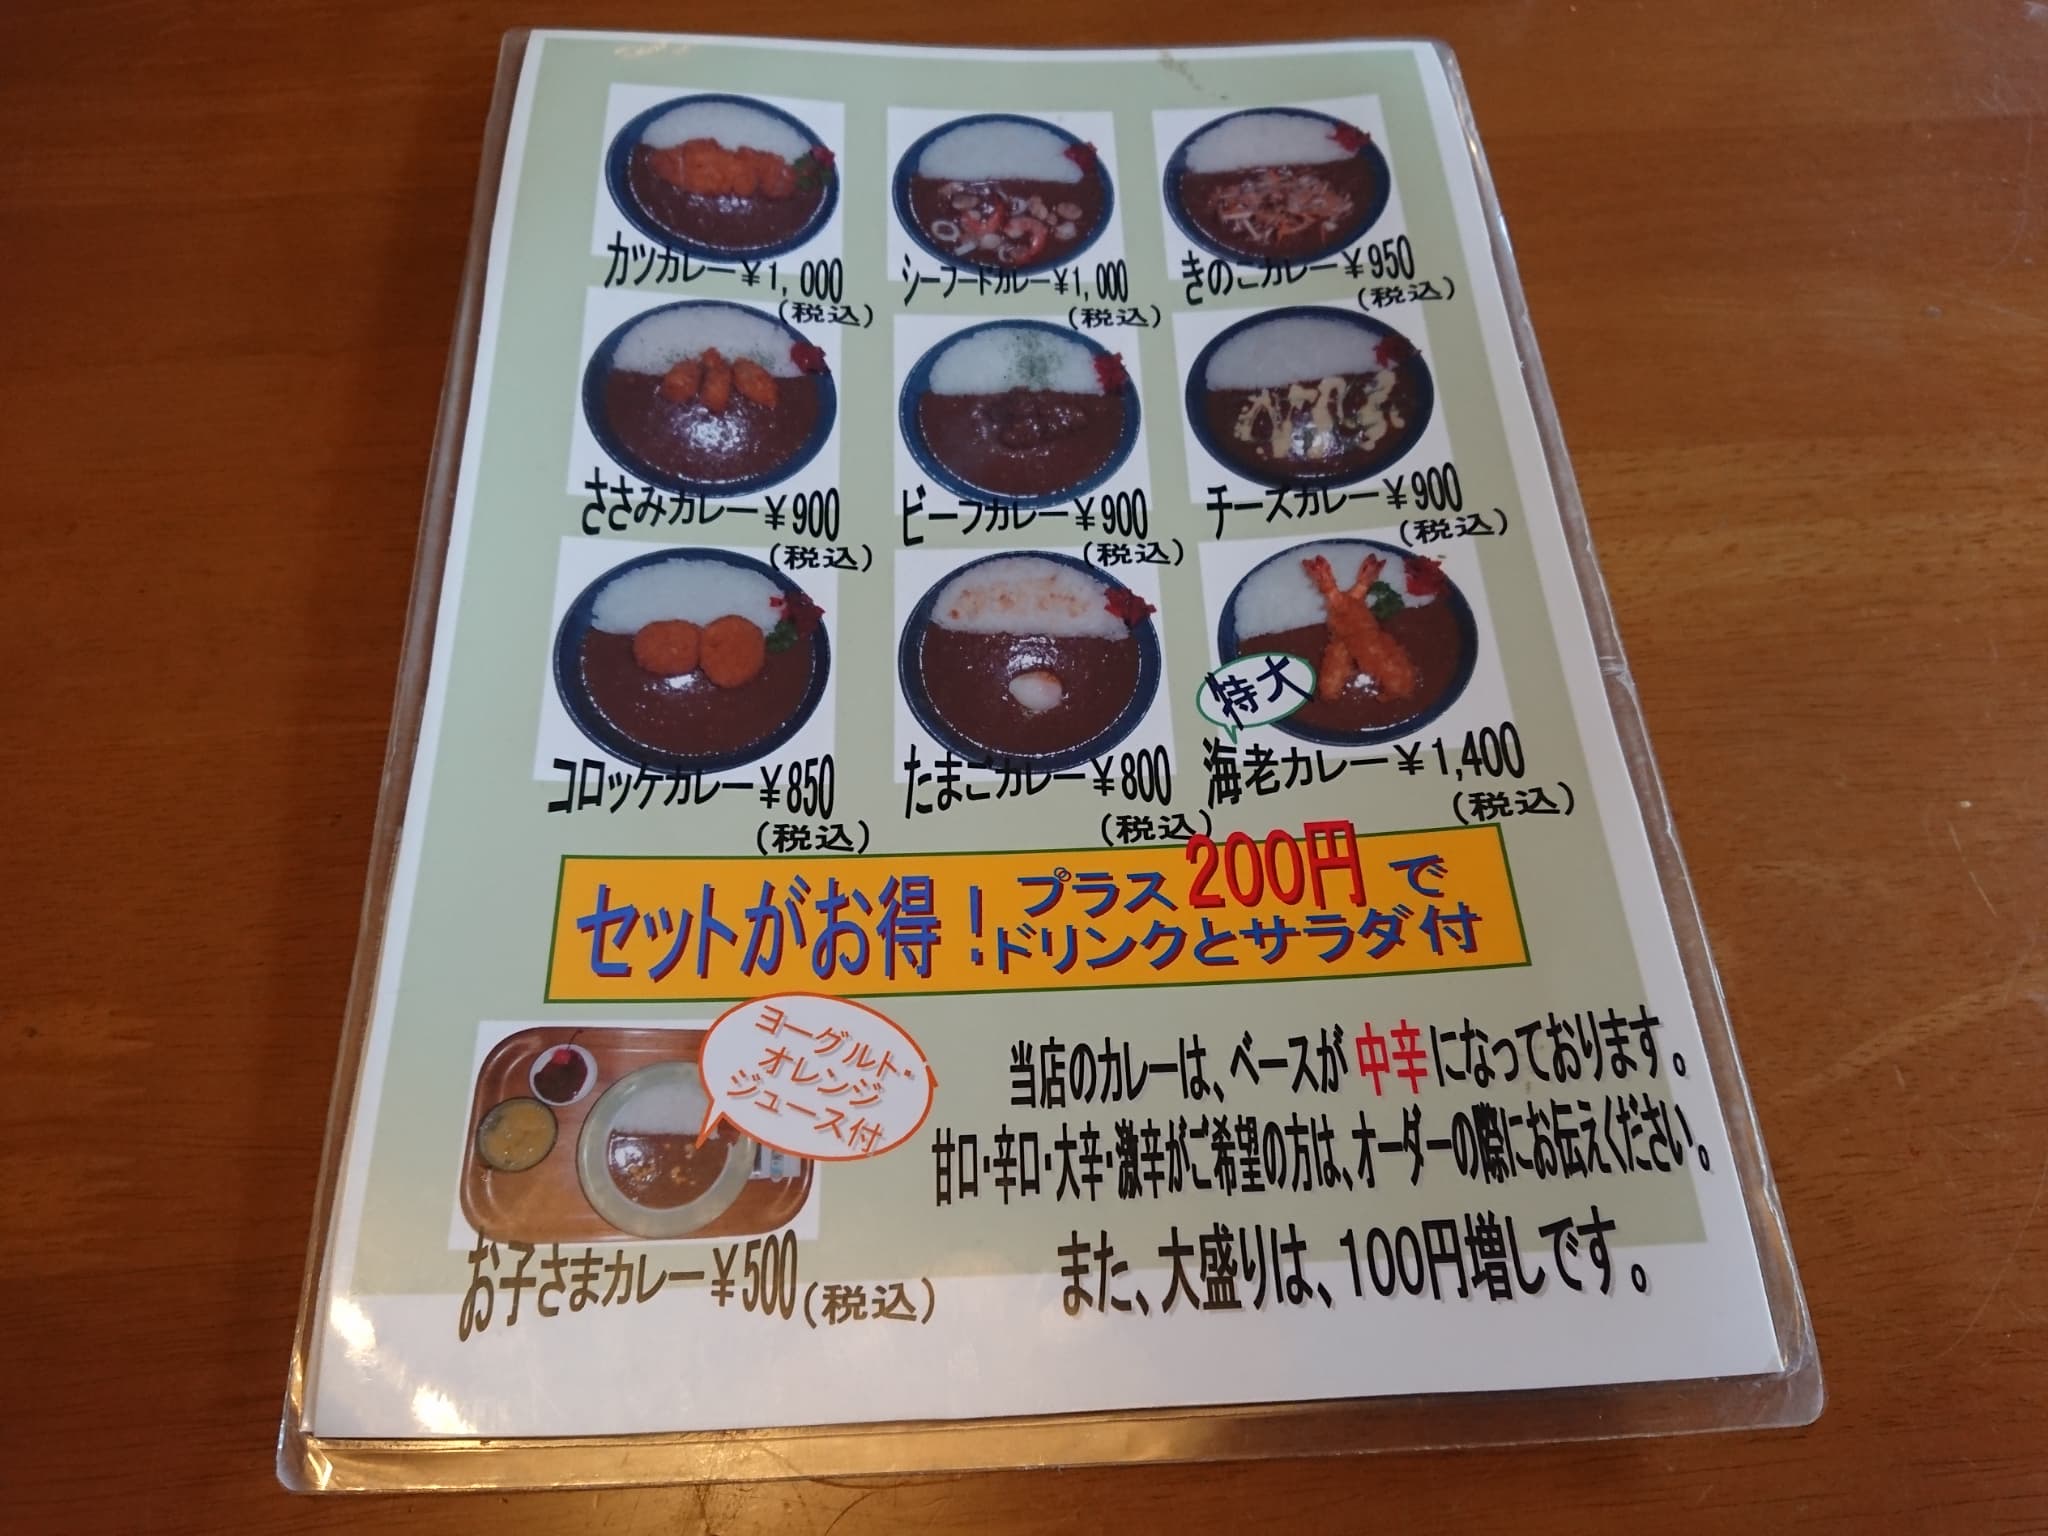 カツカレー￥1,000
(税込)
シーフードカレー￥1,000
(税込)
きのこカレー￥950
(税込)
ささみカレー￥900
(税込)
ビーフカレー￥900
(税込)
チーズカレー￥900
(税込)
コロッケカレー￥850
(税込)
たまごカレー￥800
(税込)
特大
海老カレー￥1,400
(税込)
セットがお得！プラス200円で
ドリンクとサラダ付
ヨーグルト・
オレンジ
ジュース付
お子さまカレー￥500(税込)
当店のカレーは、ベースが中辛になっております。
甘口・辛口・大辛・激辛がご希望の方は、オーダーの際にお伝えください。
また、大盛りは、100円増しです。